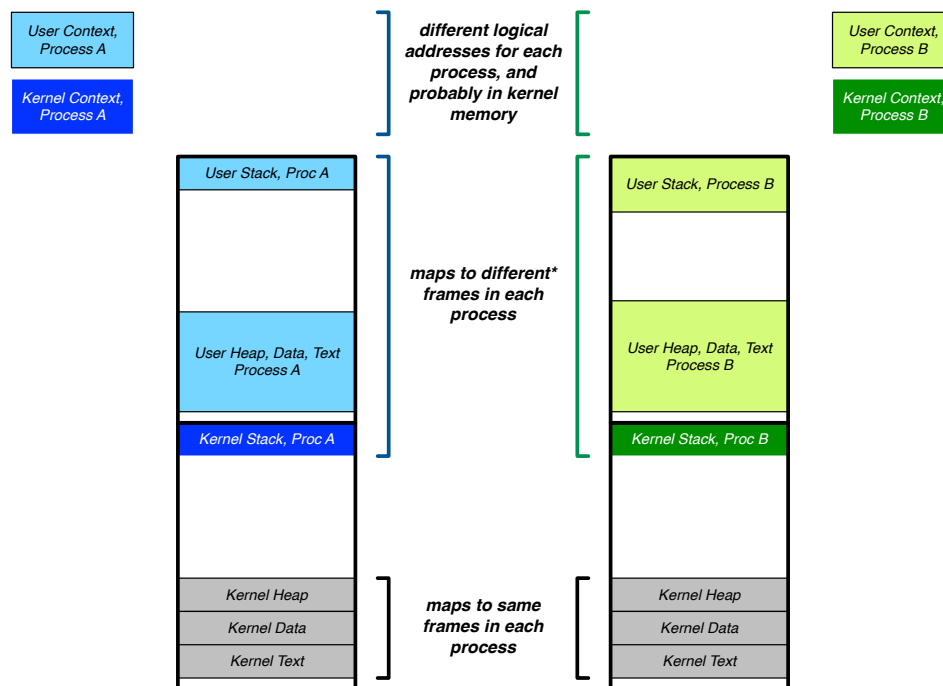 User Context,
Process A
Kernel Context,
Process A
different logical
addresses for each
process, and
probably in kernel
memory
User Context,
Process B
Kernel Context,
Process B
User Stack, Proc A
User Heap, Data, Text
Process A
Kernel Stack, Proc A
maps to different*
frames in each
process
User Stack, Process B
User Heap, Data, Text
Process B
Kernel Stack, Proc B
Kernel Heap
Kernel Data
Kernel Text
maps to same
frames in each
process
Kernel Heap
Kernel Data
Kernel Text